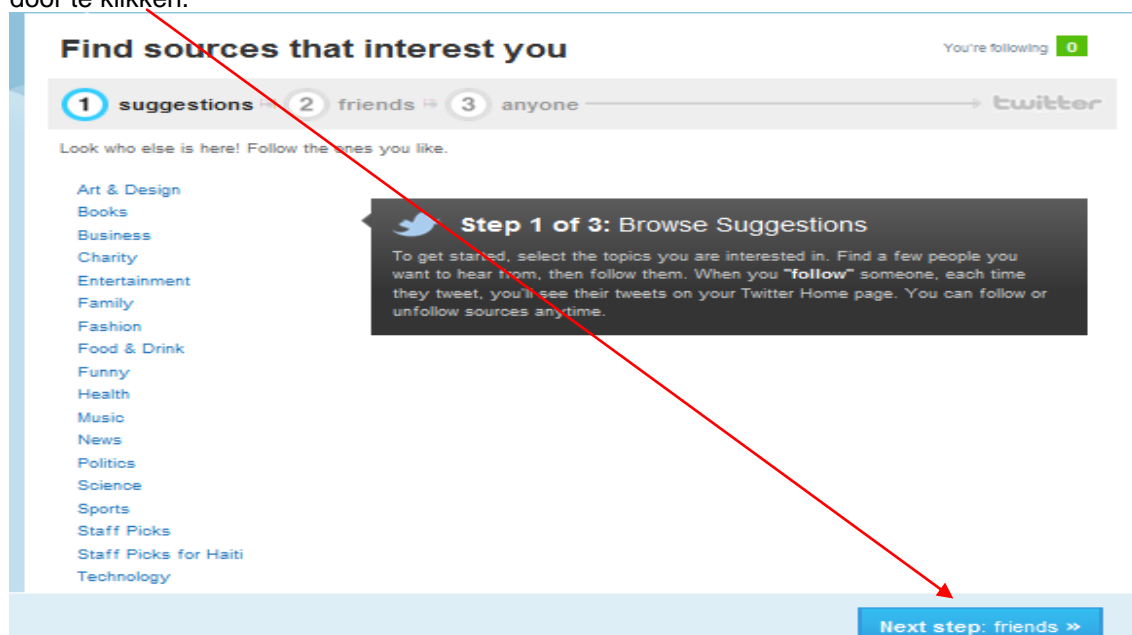 door te klikken.
Find sources that interest you
You're following 0
1 suggestions 2 friends 3 anyone twitter
Look who else is here! Follow the ones you like.
Art & Design
Books
Business
Charity
Entertainment
Family
Fashion
Food & Drink
Funny
Health
Music
News
Politics
Science
Sports
Staff Picks
Staff Picks for Haiti
Technology
Step 1 of 3: Browse Suggestions
To get started, select the topics you are interested in. Find a few people you
want to hear from, then follow them. When you "follow" someone, each time
they tweet, you'll see their tweets on your Twitter Home page. You can follow or
unfollow sources anytime.
Next step: friends »